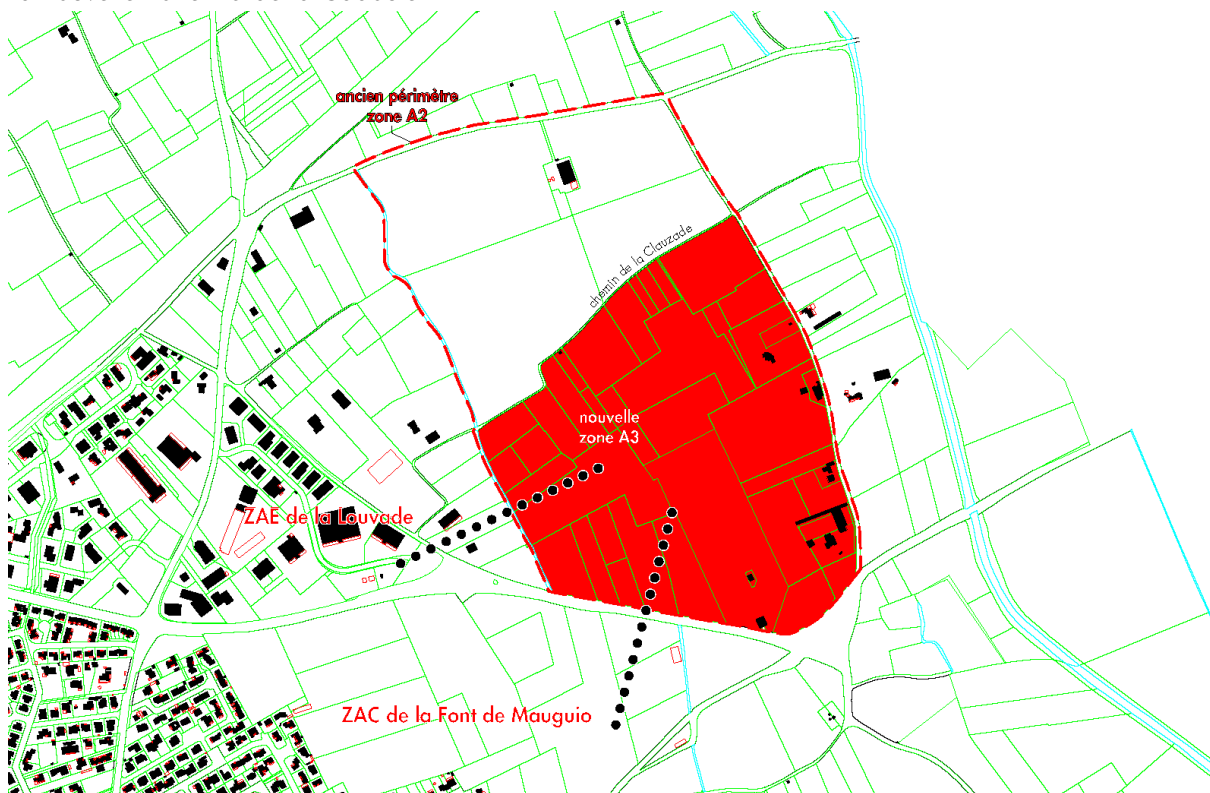 ancien périmètre
zone A2
chemin de la Clauzade
nouvelle
zone A3
ZAE de la Louvade
ZAC de la Font de Mauguio